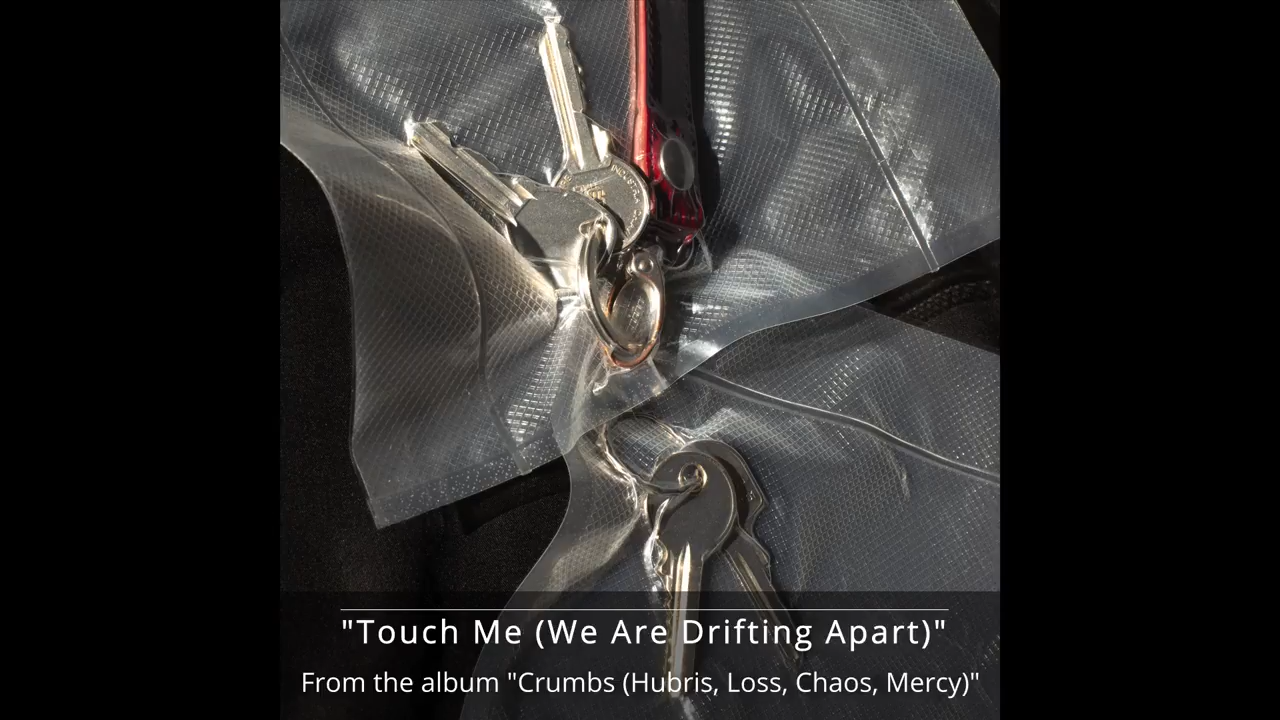 "Touch Me (We Are Drifting Apart)"
From the album "Crumbs (Hubris, Loss, Chaos, Mercy)"